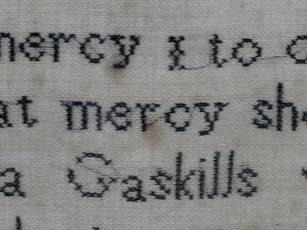 mercy I to o
at mercy sh
a Gaskills